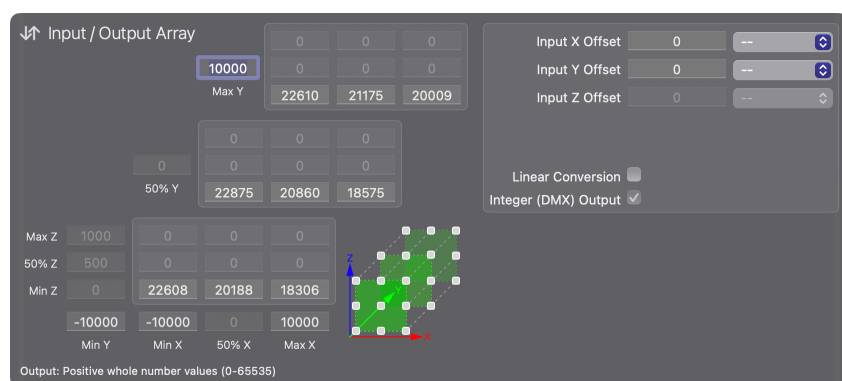 Input / Output Array
0 0 0
10000 0 0 0
Max Y 22610 21175 20009
0 0 0
0 0 0 0
50% Y 22875 20860 18575
Max Z 1000 0 0 0
50% Z 500 0 0 0
Min Z 0 22608 20188 18306
-10000 -10000 0 10000
Min Y Min X 50% X Max X
Z
Y
X
Output: Positive whole number values (0-65535)
Input X Offset 0 --
Input Y Offset 0 --
Input Z Offset 0 --
Linear Conversion
Integer (DMX) Output